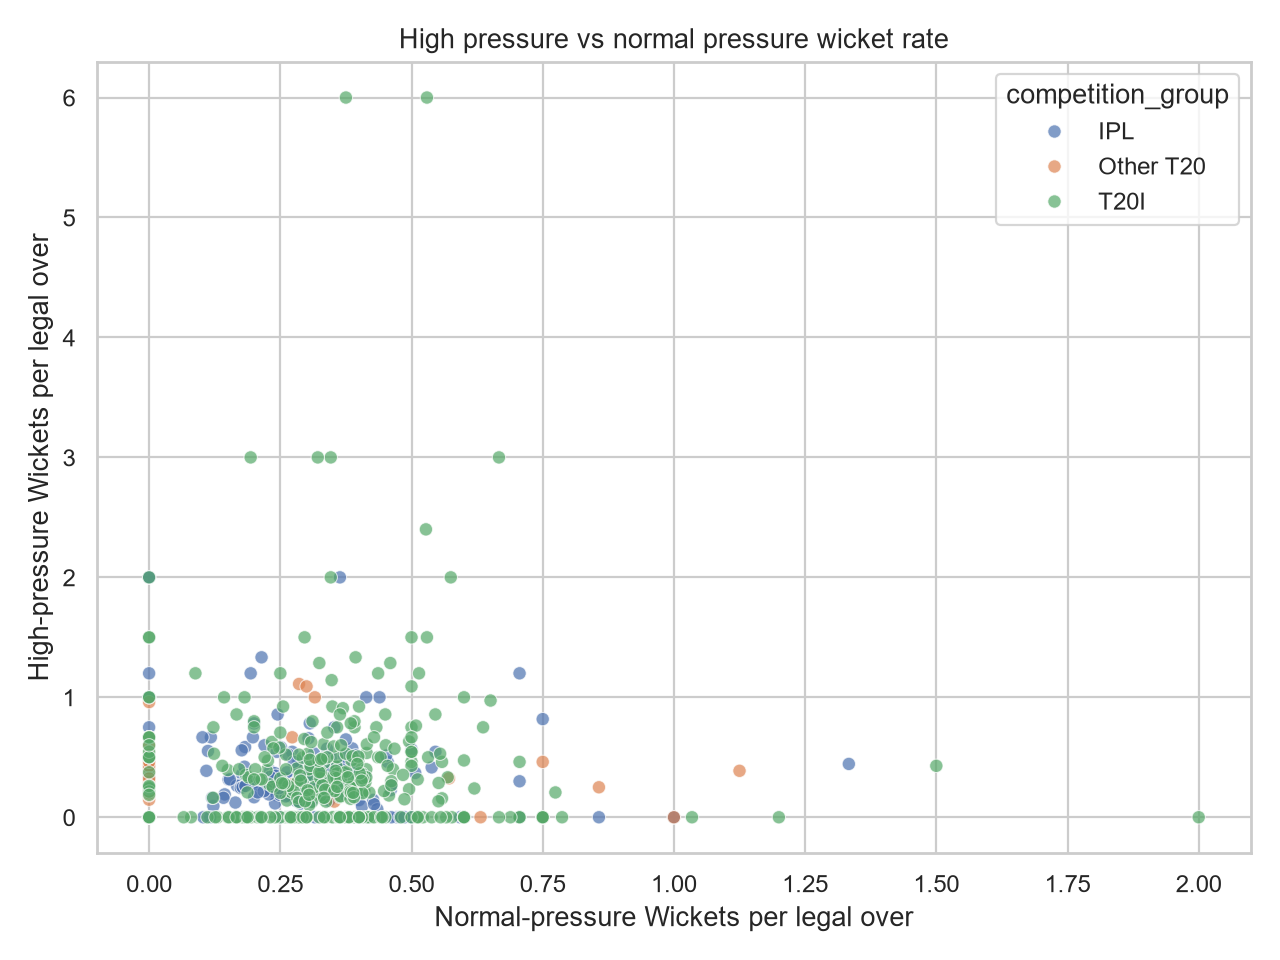 High pressure vs normal pressure wicket rate
competition_group
IPL
Other T20
T20I
High-pressure Wickets per legal over
6
5
4
3
2
1
0
0.00 0.25 0.50 0.75 1.00 1.25 1.50 1.75 2.00
Normal-pressure Wickets per legal over